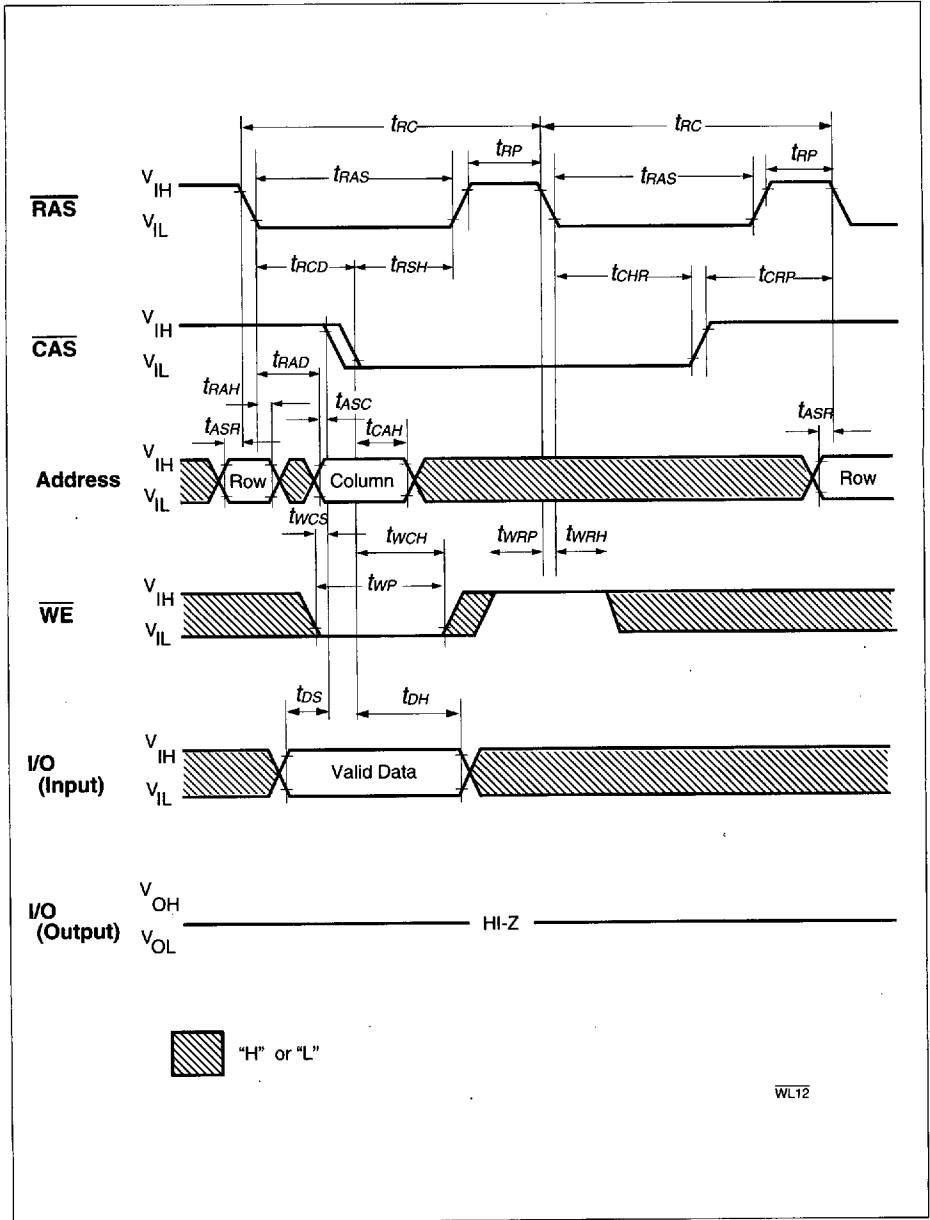 tRC tRC
tRP tRP
tRAS tRAS
RAS VIH
VIL
tRCD tRSH tCHR tCRP
CAS VIH
VIL
tRAD
tRAH tASC
tASR tCAH tASR
Address VIH
VIL
Row Column Row
tWCS tWCH tWRP tWRH
tWP
WE VIH
VIL
tDS tDH
I/O (Input) VIH
VIL
Valid Data
I/O (Output) VOH
VOL
HI-Z
"H" or "L"
WL12